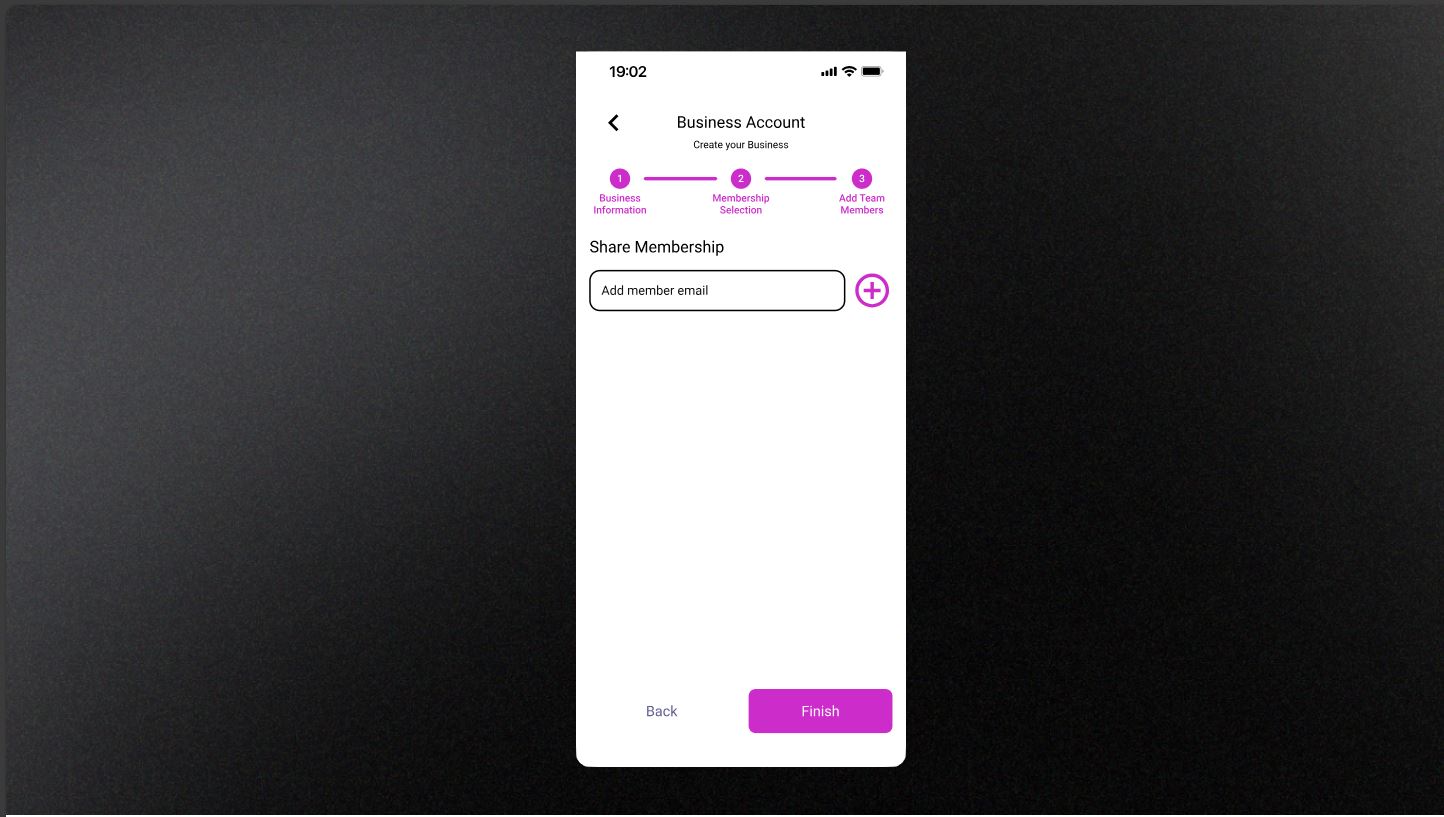 19:02
Business Account
Create your Business
1
2
3
Business
Information
Membership
Selection
Add Team
Members
Share Membership
Add member email
Back
Finish